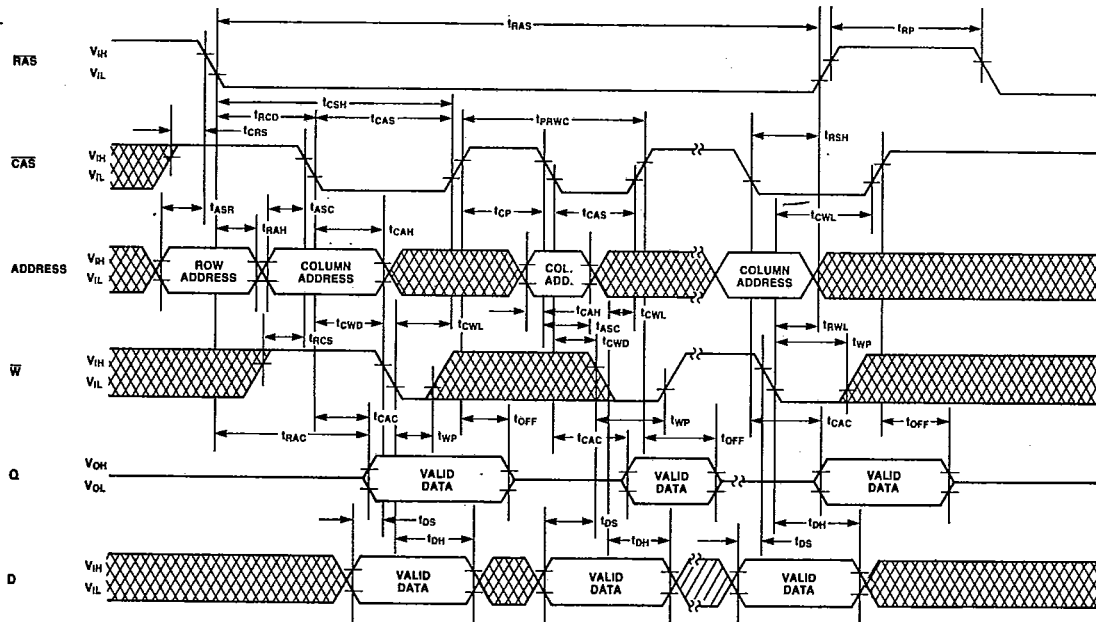 tRAS
tRP
RAS
VIH
VIL
tCSH
tRCD
tCAS
tPRWC
tCRS
tRSH
CAS
VIH
VIL
tASR
tASC
tCP
tCAS
tCWL
tRAH
tCAH
ADDRESS
VIH
VIL
ROW ADDRESS
COLUMN ADDRESS
COL. ADD.
COLUMN ADDRESS
tCWD
tCWL
tCAH
tCWL
tASC
tRWL
tRCS
tCWD
tWP
W
VIH
VIL
tCAC
tWP
tOFF
tWP
tCAC
tOFF
tRAC
tCAC
tOFF
Q
VOH
VOL
VALID DATA
VALID DATA
VALID DATA
tDS
tDH
tDS
tDH
tDH
tDS
D
VIH
VIL
VALID DATA
VALID DATA
VALID DATA